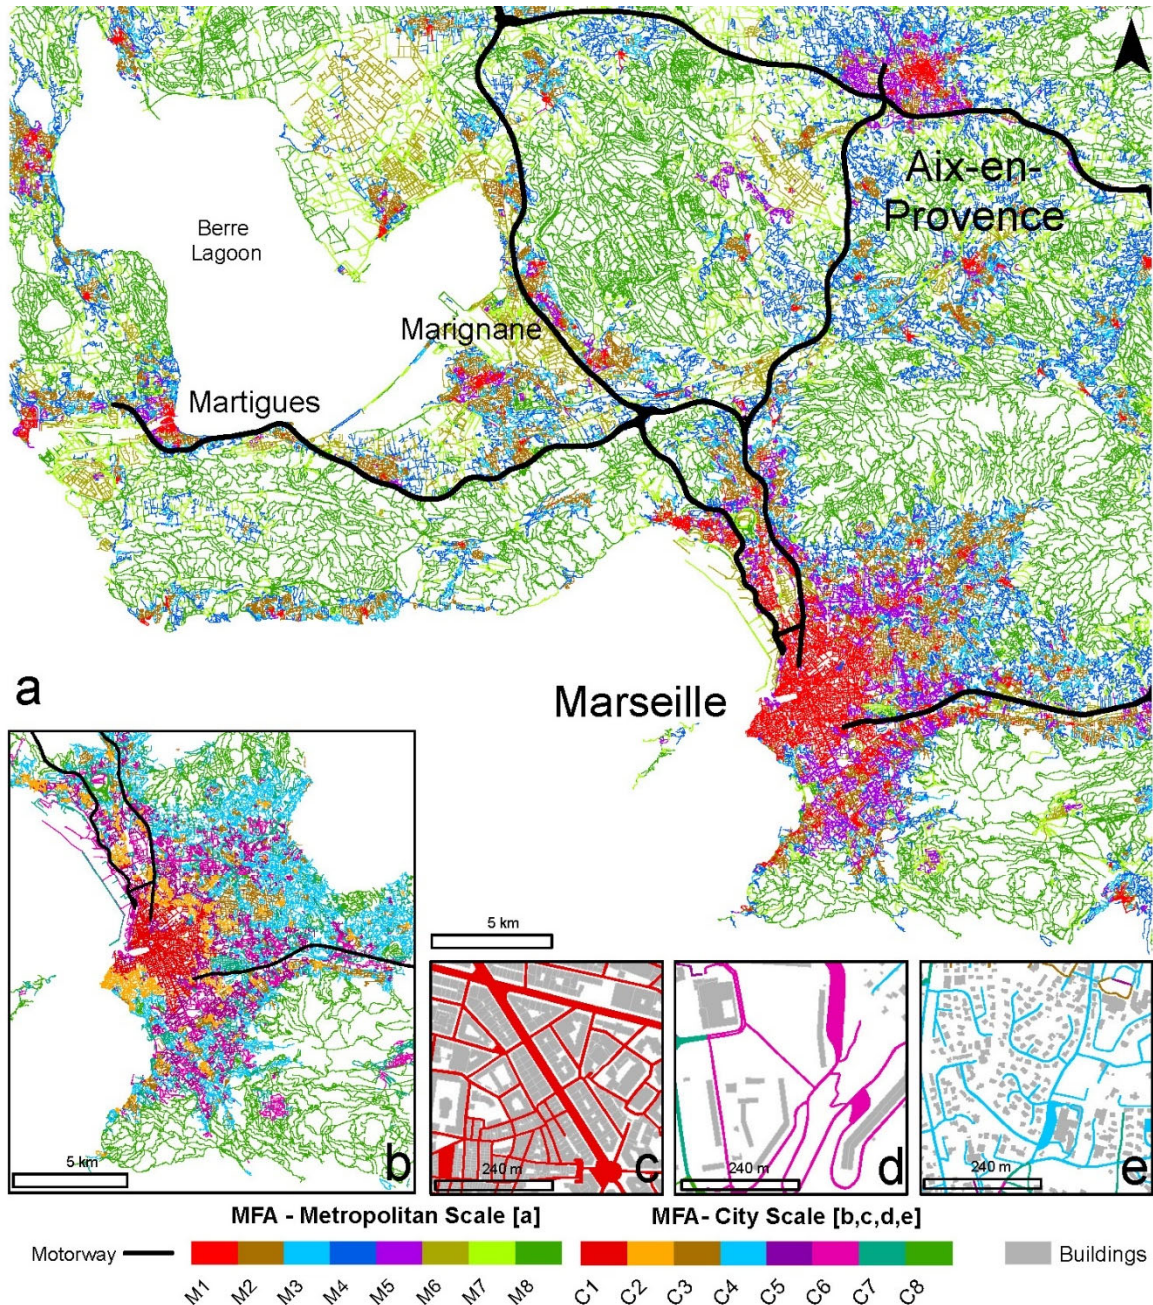 Aix-en-
Provence
Berre
Lagoon
Marignane
Martigues
a
Marseille
5 km
5 km
b
240 m
c
240 m
d
240 m
e
MFA - Metropolitan Scale [a]
MFA- City Scale [b,c,d,e]
Motorway
Buildings
M1
M2
M3
M4
M5
M6
M7
M8
C1
C2
C3
C4
C5
C6
C7
C8